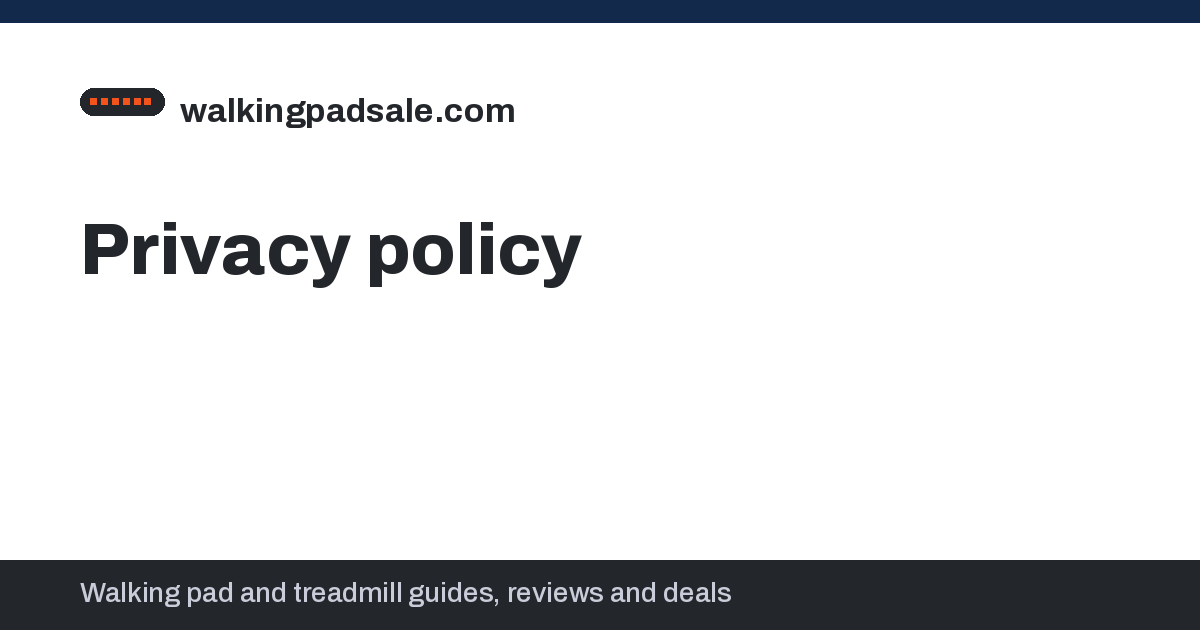 walkingpadsale.com
Privacy policy
Walking pad and treadmill guides, reviews and deals